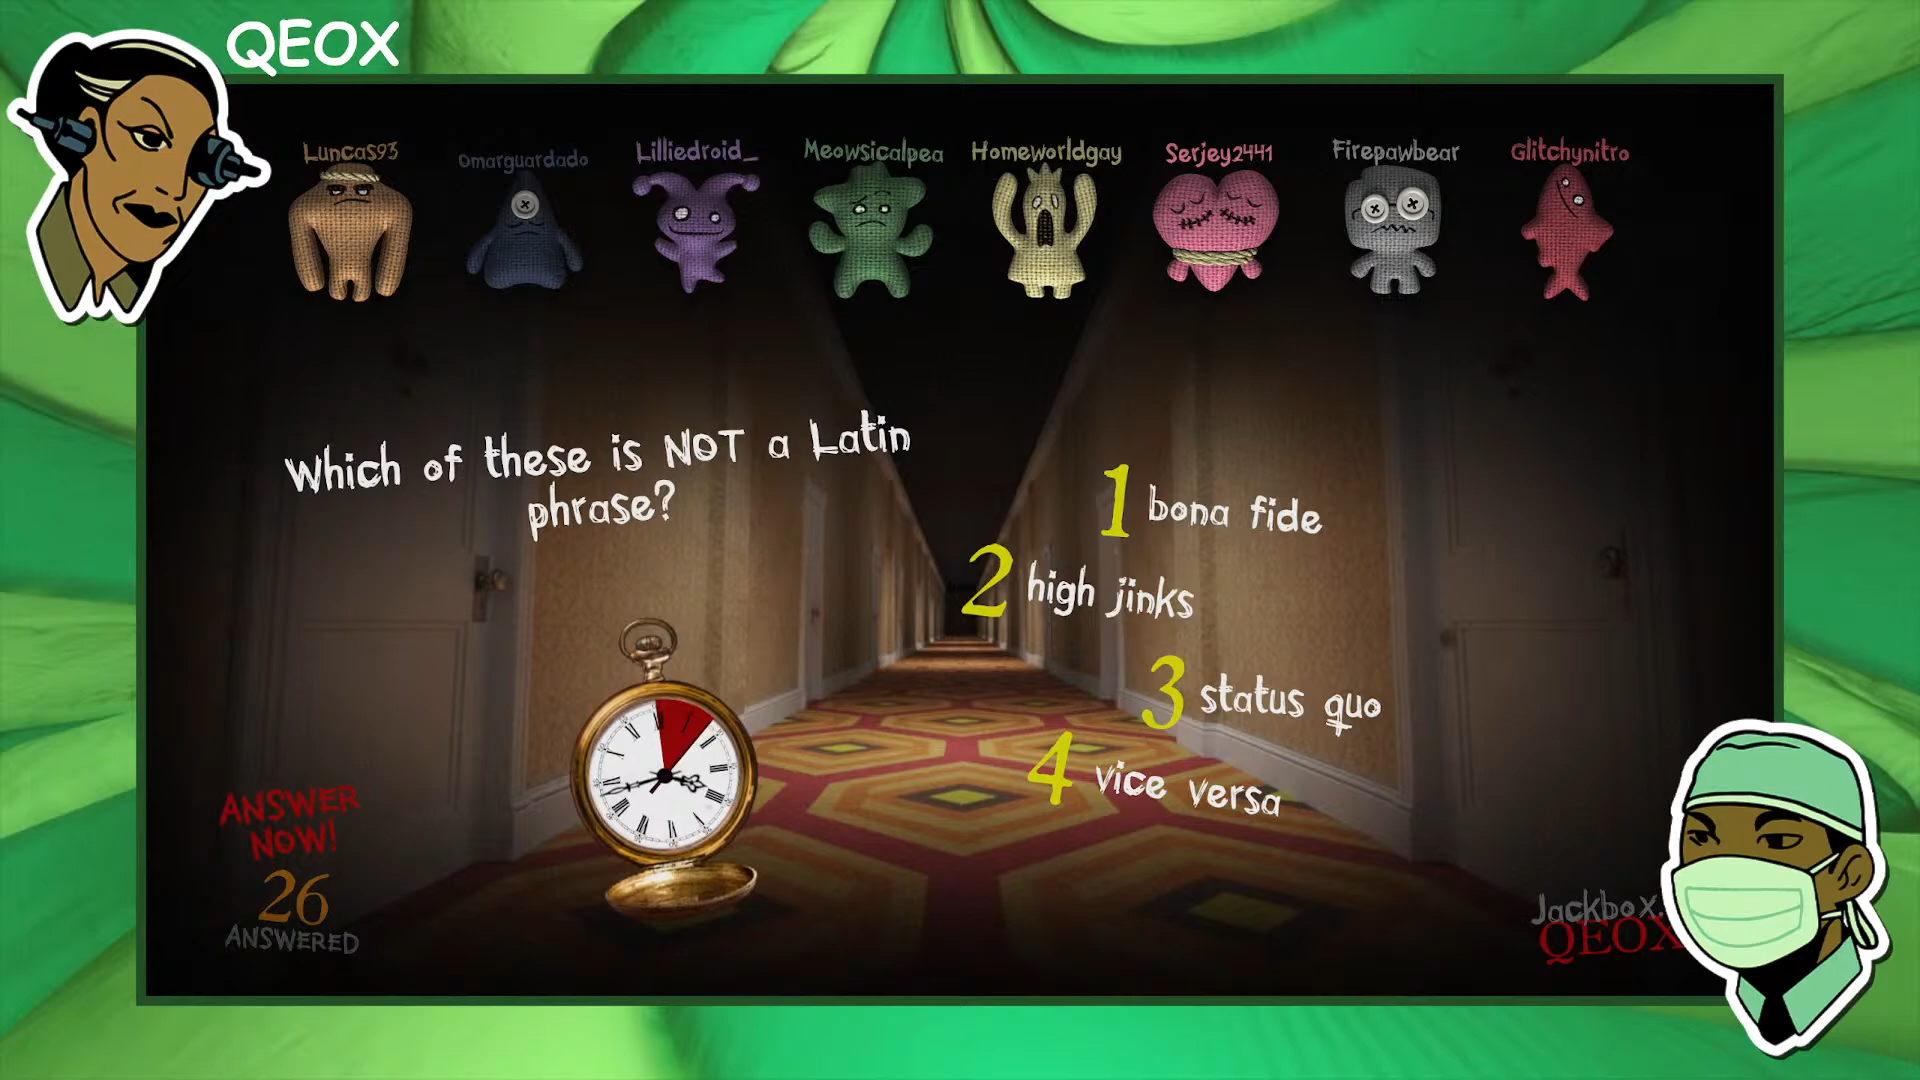 QEOX
Luncas93
Omarguardado
Lilliedroid_
Meowsicalpea
Homeworldgay
Serjey2441
Firepawbear
Glitchynitro
Which of these is NOT a Latin
phrase?
1 bona fide
2 high jinks
3 status quo
4 vice versa
ANSWER
NOW!
26
ANSWERED
Jackbox.
QEOX